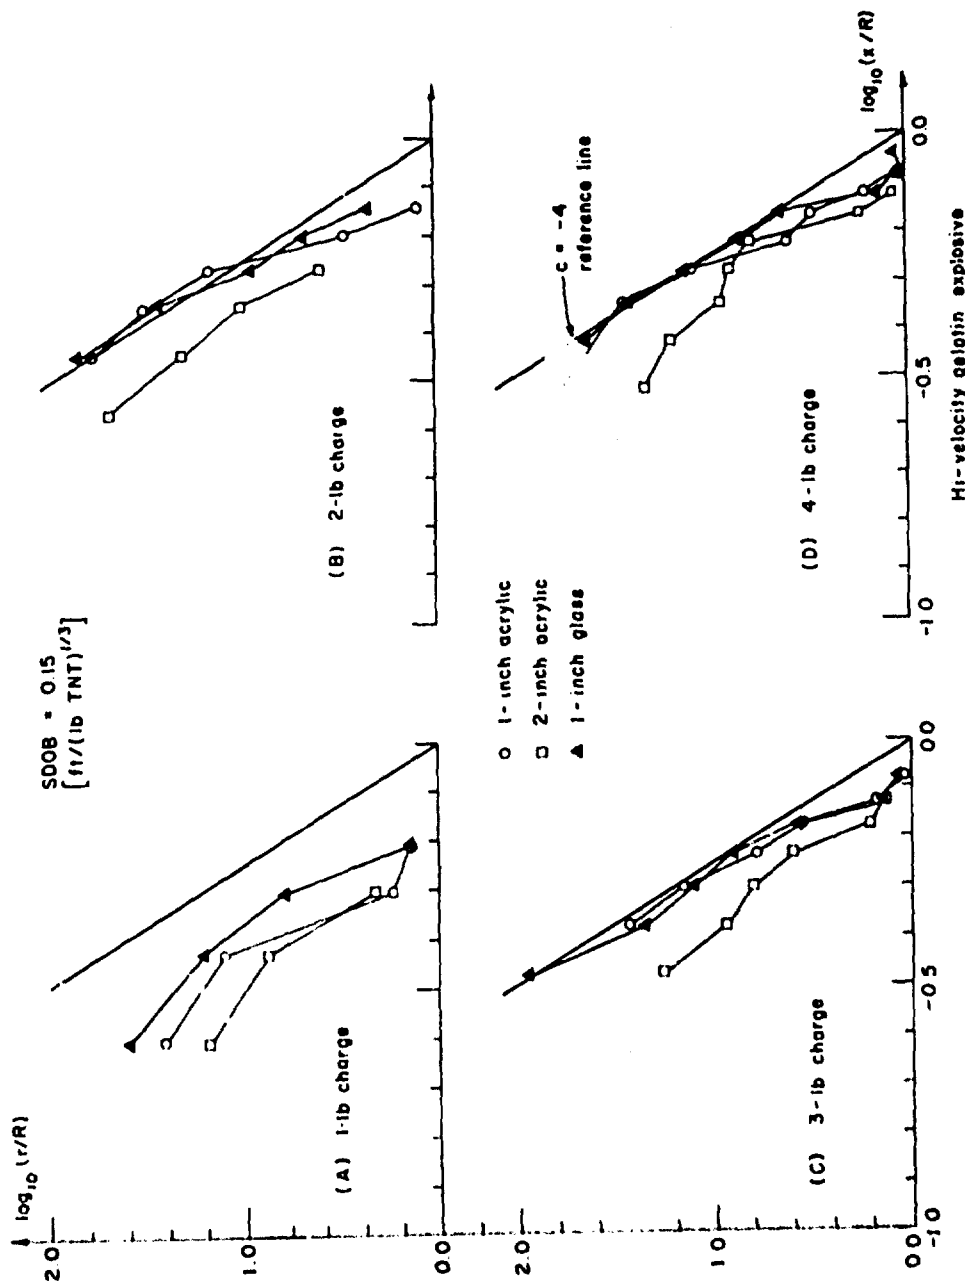 SDOB = 0.15
[ft/(lb TNT)^(1/3)]
log10 (r/R)
2.0
1.0
0.0
(A) 1-lb charge
(B) 2-lb charge
○ 1-inch acrylic
□ 2-inch acrylic
▲ 1-inch glass
2.0
1.0
0.0
-1.0
-0.5
0.0
(C) 3-lb charge
c = -4
reference line
(D) 4-lb charge
-1.0
-0.5
0.0
log10 (x/R)
Hi-velocity gelatin explosive